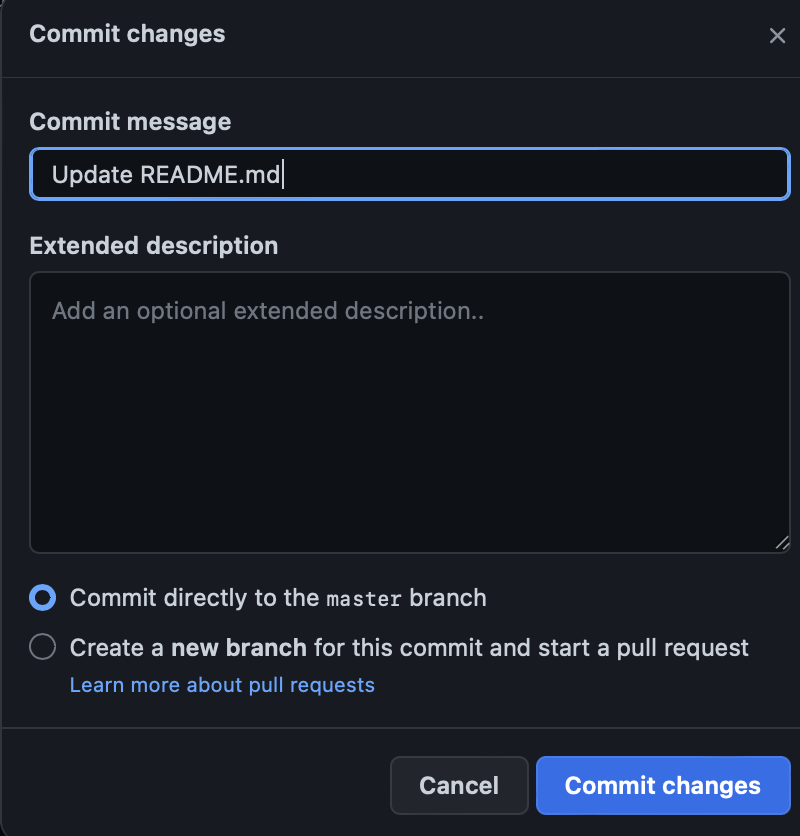 Commit changes
Commit message
Update README.md
Extended description
Add an optional extended description..
Commit directly to the master branch
Create a new branch for this commit and start a pull request
Learn more about pull requests
Cancel
Commit changes